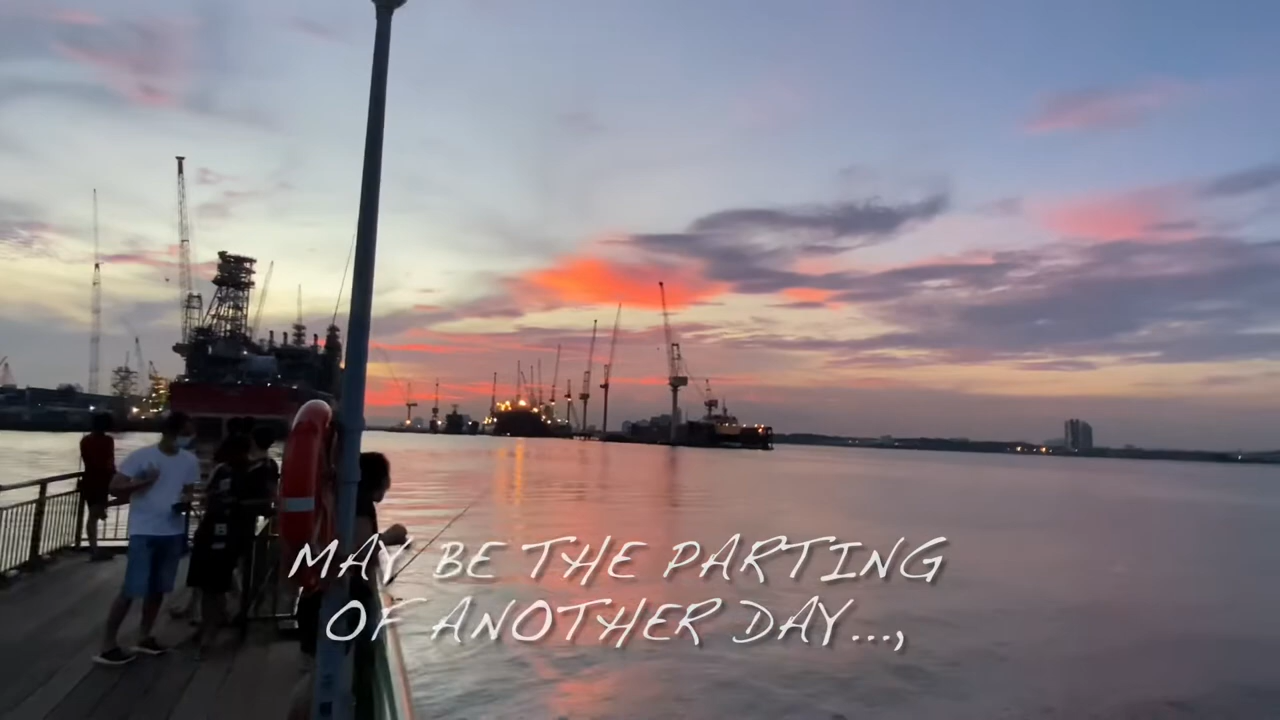 MAY BE THE PARTING
OF ANOTHER DAY...,